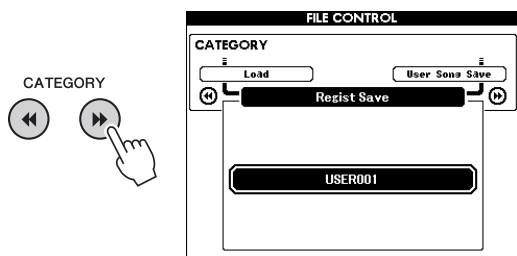 FILE CONTROL
CATEGORY
Load
User Song Save
Regist Save
USER001
CATEGORY